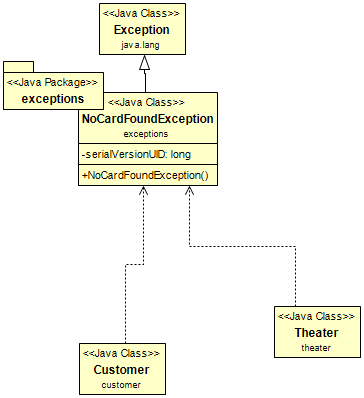 <<Java Class>>
Exception
java.lang
<<Java Package>>
exceptions
<<Java Class>>
NoCardFoundException
exceptions
-serialVersionUID: long
+NoCardFoundException()
<<Java Class>>
Theater
theater
<<Java Class>>
Customer
customer